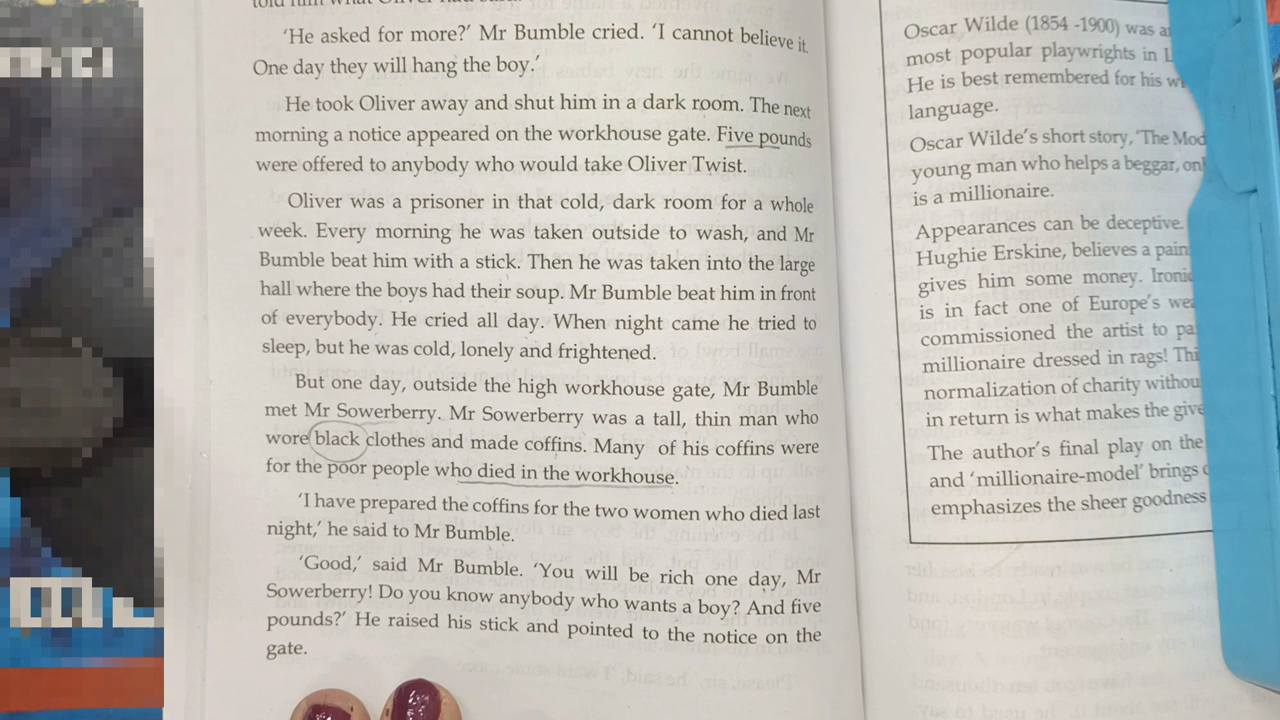 'He asked for more?' Mr Bumble cried. 'I cannot believe it.
One day they will hang the boy.'
He took Oliver away and shut him in a dark room. The next
morning a notice appeared on the workhouse gate. Five pounds
were offered to anybody who would take Oliver Twist.
Oliver was a prisoner in that cold, dark room for a whole
week. Every morning he was taken outside to wash, and Mr
Bumble beat him with a stick. Then he was taken into the large
hall where the boys had their soup. Mr Bumble beat him in front
of everybody. He cried all day. When night came he tried to
sleep, but he was cold, lonely and frightened.
But one day, outside the high workhouse gate, Mr Bumble
met Mr Sowerberry. Mr Sowerberry was a tall, thin man who
wore black clothes and made coffins. Many of his coffins were
for the poor people who died in the workhouse.
'I have prepared the coffins for the two women who died last
night,' he said to Mr Bumble.
'Good,' said Mr Bumble. 'You will be rich one day, Mr
Sowerberry! Do you know anybody who wants a boy? And five
pounds?' He raised his stick and pointed to the notice on the
gate.
Oscar Wilde (1854 -1900) was
most popular playwrights in
He is best remembered for his
language.
Oscar Wilde's short story, 'The
young man who helps a beggar,
is a millionaire.
Appearances can be deceptive.
Hughie Erskine, believes a
gives him some money.
is in fact one of Europe's
commissioned the artist to
millionaire dressed in rags!
normalization of charity
in return is what makes the
The author's final play on the
and 'millionaire-model' brings
emphasizes the sheer goodness